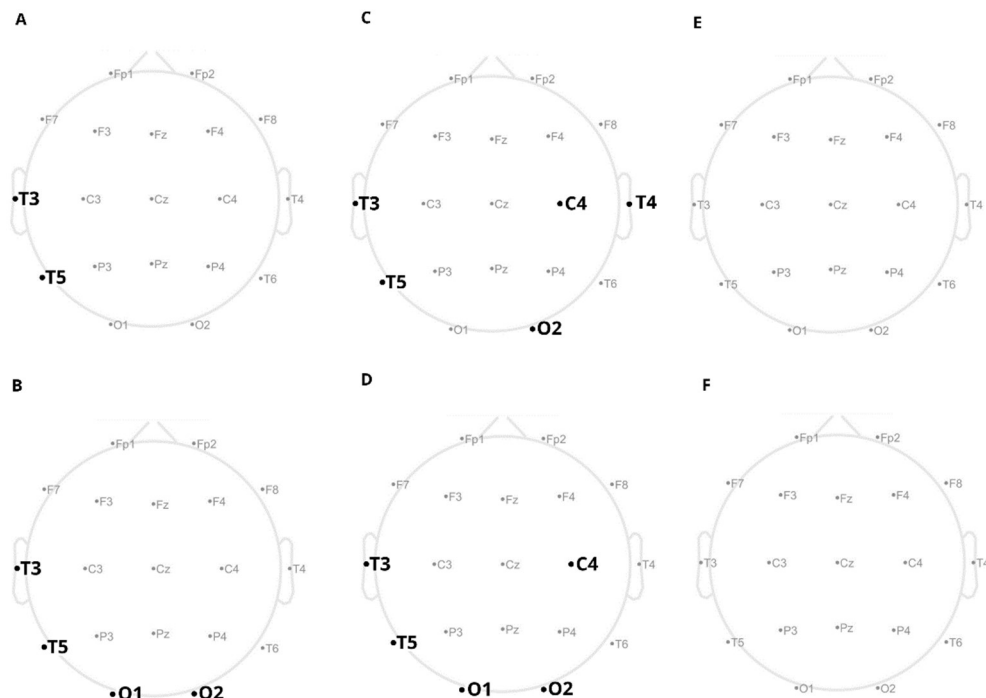 A
Fp1 Fp2
F7 F3 Fz F4 F8
T3 C3 Cz C4 T4
T5 P3 Pz P4 T6
O1 O2
C
Fp1 Fp2
F7 F3 Fz F4 F8
T3 C3 Cz C4 T4
T5 P3 Pz P4 T6
O1 O2
E
Fp1 Fp2
F7 F3 Fz F4 F8
T3 C3 Cz C4 T4
T5 P3 Pz P4 T6
O1 O2
B
Fp1 Fp2
F7 F3 Fz F4 F8
T3 C3 Cz C4 T4
T5 P3 Pz P4 T6
O1 O2
D
Fp1 Fp2
F7 F3 Fz F4 F8
T3 C3 Cz C4 T4
T5 P3 Pz P4 T6
O1 O2
F
Fp1 Fp2
F7 F3 Fz F4 F8
T3 C3 Cz C4 T4
T5 P3 Pz P4 T6
O1 O2